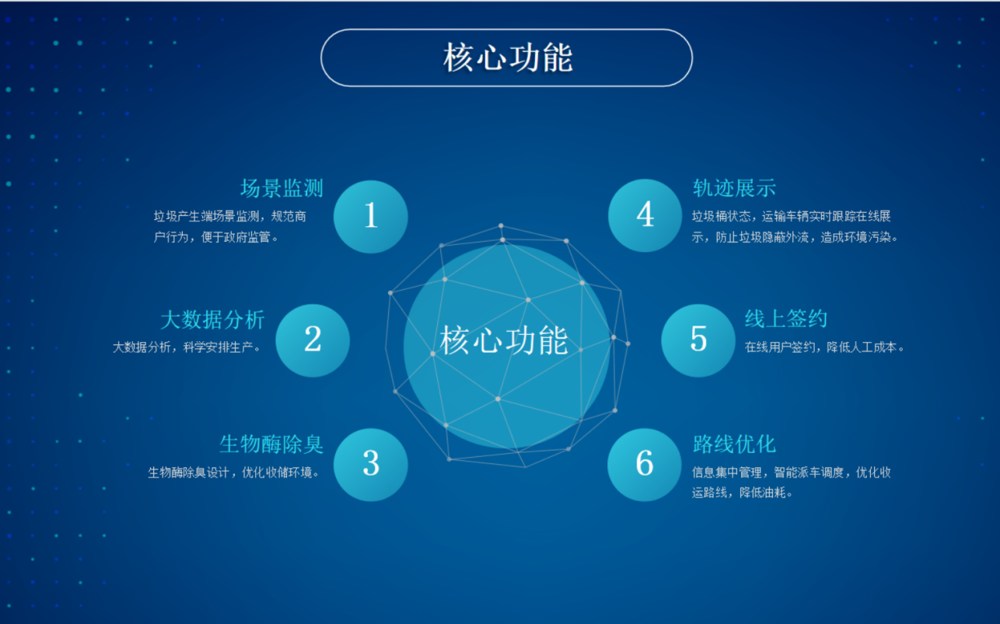 核心功能
场景监测
1
垃圾产生端场景监测，规范商
户行为，便于政府监管。
大数据分析
2
大数据分析，科学安排生产。
生物酶除臭
3
生物酶除臭设计，优化收储环境。
核心功能
轨迹展示
4
垃圾桶状态，运输车辆实时跟踪在线展
示，防止垃圾隐蔽外流，造成环境污染。
线上签约
5
在线用户签约，降低人工成本。
路线优化
6
信息集中管理，智能派车调度，优化收
运路线，降低油耗。